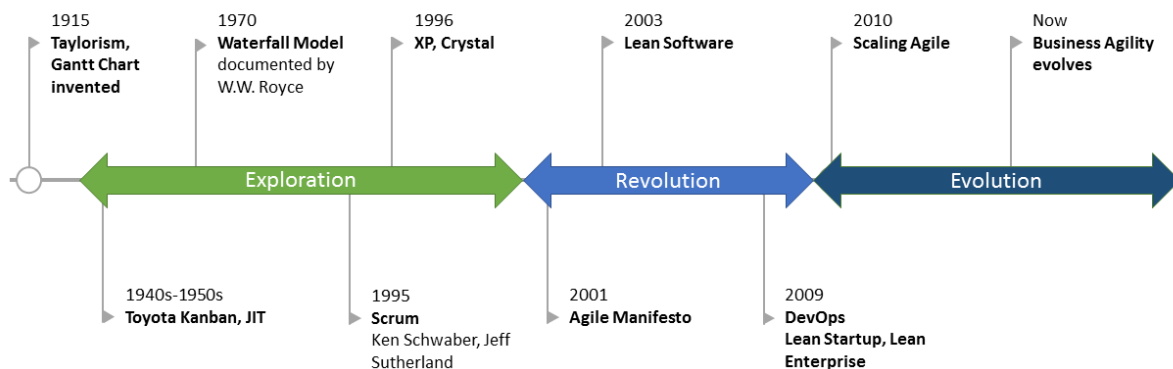 1915
Taylorism,
Gantt Chart
invented
1970
Waterfall Model
documented by
W.W. Royce
1996
XP, Crystal
2003
Lean Software
2010
Scaling Agile
Now
Business Agility
evolves
Exploration
Revolution
Evolution
1940s-1950s
Toyota Kanban, JIT
1995
Scrum
Ken Schwaber, Jeff
Sutherland
2001
Agile Manifesto
2009
DevOps
Lean Startup, Lean
Enterprise